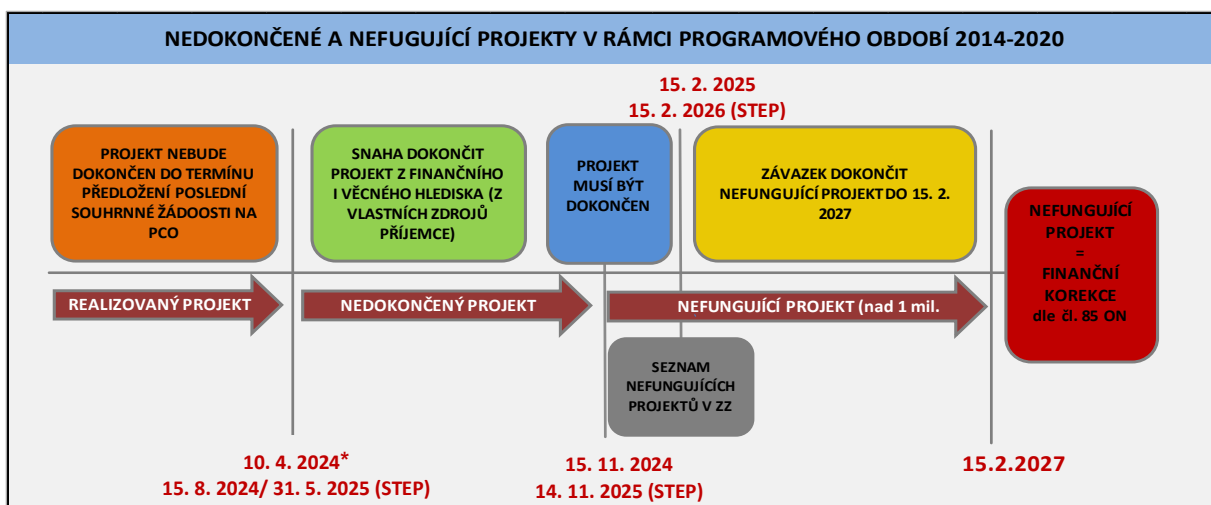 NEDOKONČENÉ A NEFUGUJÍCÍ PROJEKTY V RÁMCI PROGRAMOVÉHO OBDOBÍ 2014-2020
15. 2. 2025
15. 2. 2026 (STEP)
PROJEKT NEBUDE
DOKONČEN DO TERMÍNU
PŘEDLOŽENÍ POSLEDNÍ
SOUHRNNÉ ŽÁDOOSTI NA
PCO
SNAHA DOKONČIT
PROJEKT Z FINANČNÍHO
I VĚCNÉHO HLEDISKA (Z
VLASTNÍCH ZDROJŮ
PŘÍJEMCE)
PROJEKT
MUSÍ BÝT
DOKONČEN
ZÁVAZEK DOKONČIT
NEFUNGUJÍCÍ PROJEKT DO 15. 2.
2027
NEFUNGUJÍCÍ
PROJEKT
=
FINANČNÍ
KOREKCE
dle čl. 85 ON
REALIZOVANÝ PROJEKT
NEDOKONČENÝ PROJEKT
NEFUNGUJÍCÍ PROJEKT (nad 1 mil.
SEZNAM
NEFUNGUJÍCÍCH
PROJEKTŮ V ZZ
10. 4. 2024*
15. 8. 2024/ 31. 5. 2025 (STEP)
15. 11. 2024
14. 11. 2025 (STEP)
15.2.2027